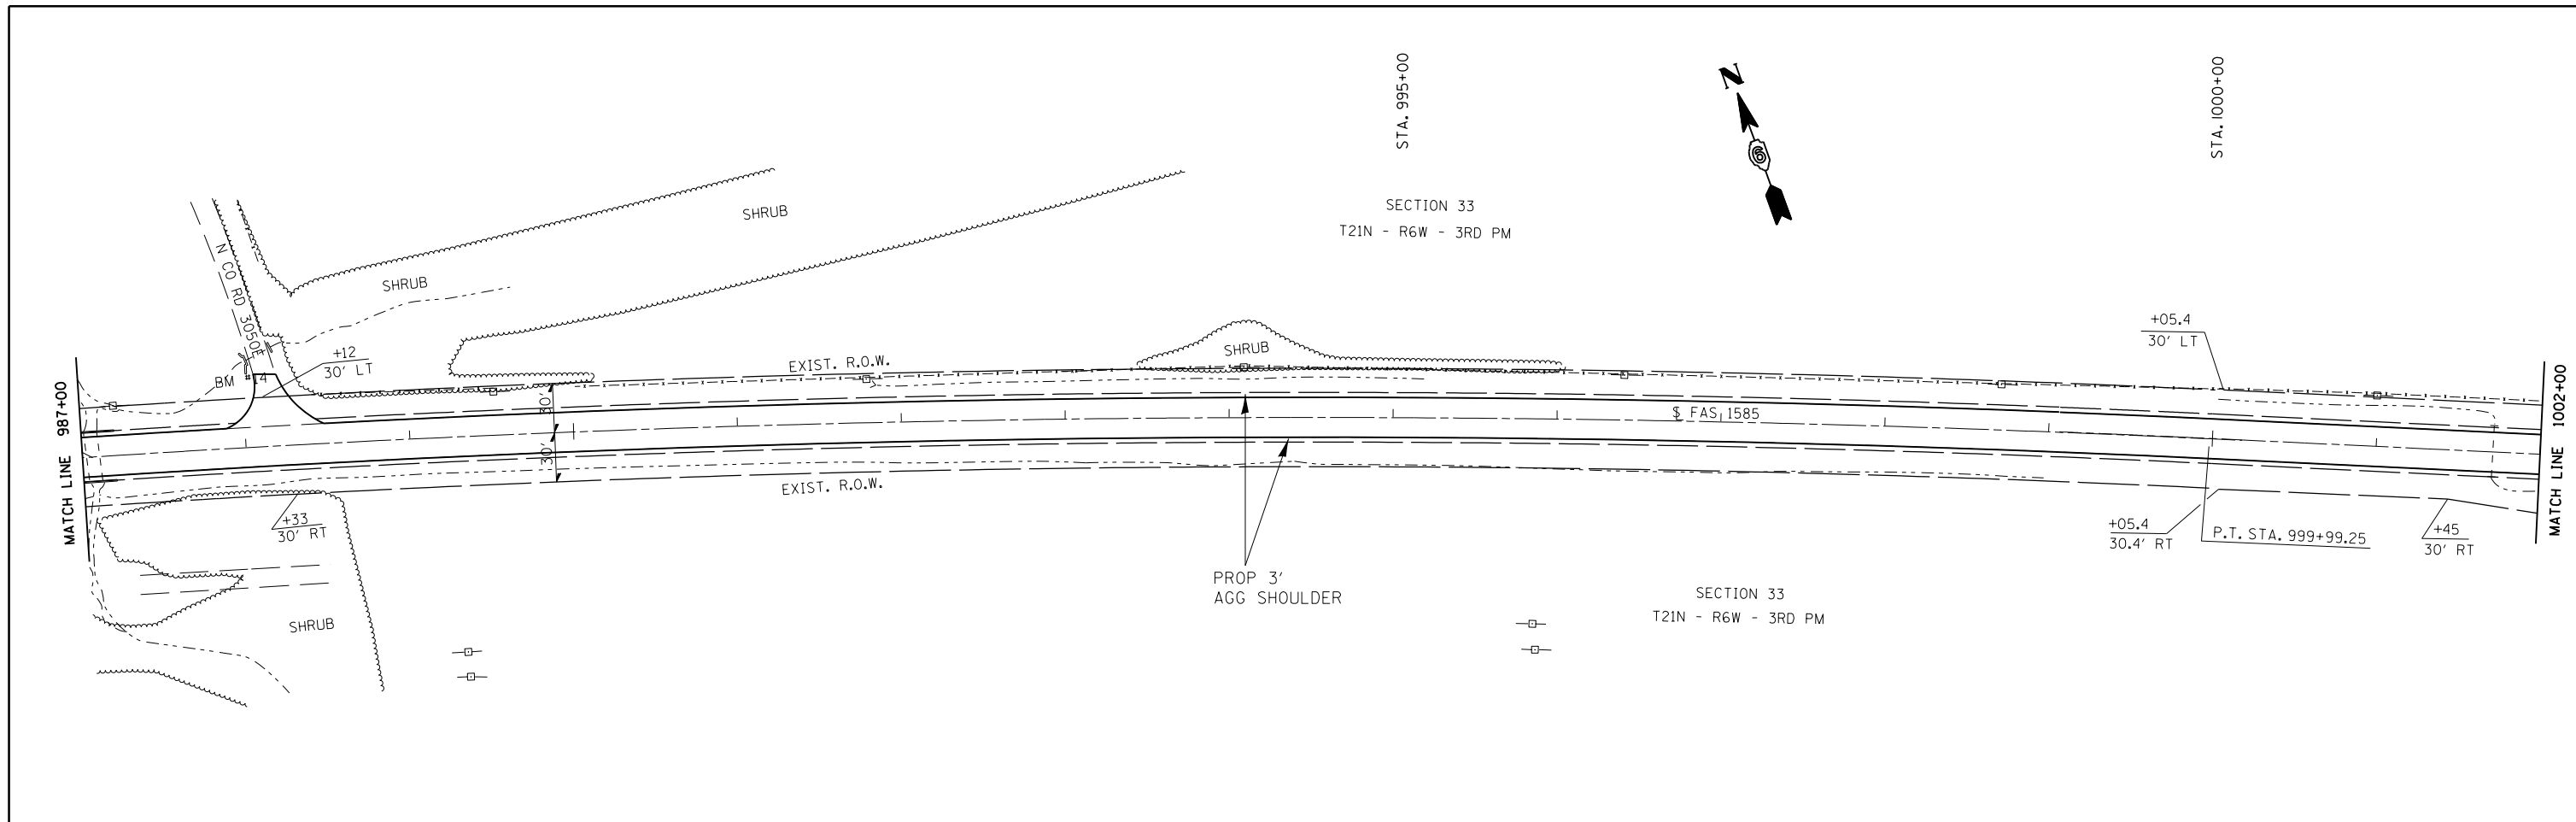 STA. 995+00
STA. 1000+00
N
6
SHRUB
SECTION 33
T21N - R6W - 3RD PM
N CO RD 3050E
SHRUB
+05.4
30' LT
+12
30' LT
SHRUB
EXIST. R.O.W.
BM #14
MATCH LINE 987+00
MATCH LINE 1002+00
30'
FAS 1585
30'
EXIST. R.O.W.
+33
30' RT
+05.4
30.4' RT
P.T. STA. 999+99.25
+45
30' RT
PROP 3'
AGG SHOULDER
SECTION 33
T21N - R6W - 3RD PM
SHRUB